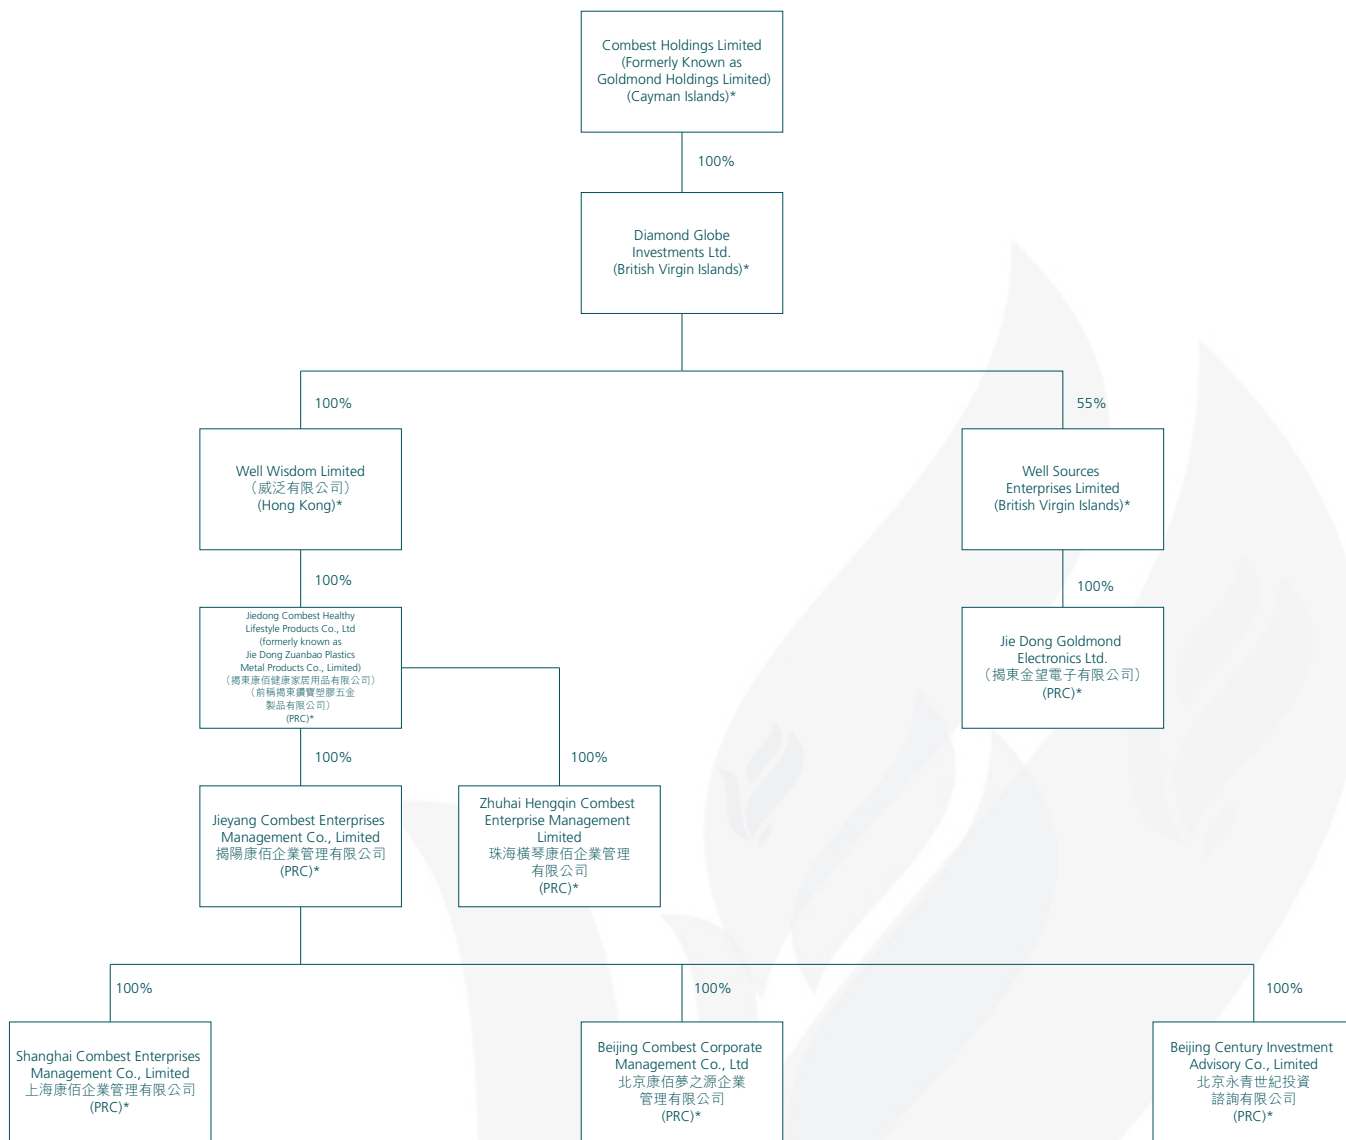 Combest Holdings Limited
(Formerly Known as
Goldmond Holdings Limited)
(Cayman Islands)*
100%
Diamond Globe
Investments Ltd.
(British Virgin Islands)*
100%
55%
Well Wisdom Limited
（威泛有限公司）
(Hong Kong)*
Well Sources
Enterprises Limited
(British Virgin Islands)*
100%
100%
Jiedong Combest Healthy
Lifestyle Products Co., Ltd
(formerly known as
Jie Dong Zuanbao Plastics
Metal Products Co., Limited)
（揭東康佰健康家居用品有限公司）
（前稱揭東鑽寶塑膠五金
製品有限公司）
(PRC)*
Jie Dong Goldmond
Electronics Ltd.
（揭東金望電子有限公司）
(PRC)*
100%
100%
Jieyang Combest Enterprises
Management Co., Limited
揭陽康佰企業管理有限公司
(PRC)*
Zhuhai Hengqin Combest
Enterprise Management
Limited
珠海橫琴康佰企業管理
有限公司
(PRC)*
100%
100%
100%
Shanghai Combest Enterprises
Management Co., Limited
上海康佰企業管理有限公司
(PRC)*
Beijing Combest Corporate
Management Co., Ltd
北京康佰夢之源企業
管理有限公司
(PRC)*
Beijing Century Investment
Advisory Co., Limited
北京永青世紀投資
諮詢有限公司
(PRC)*